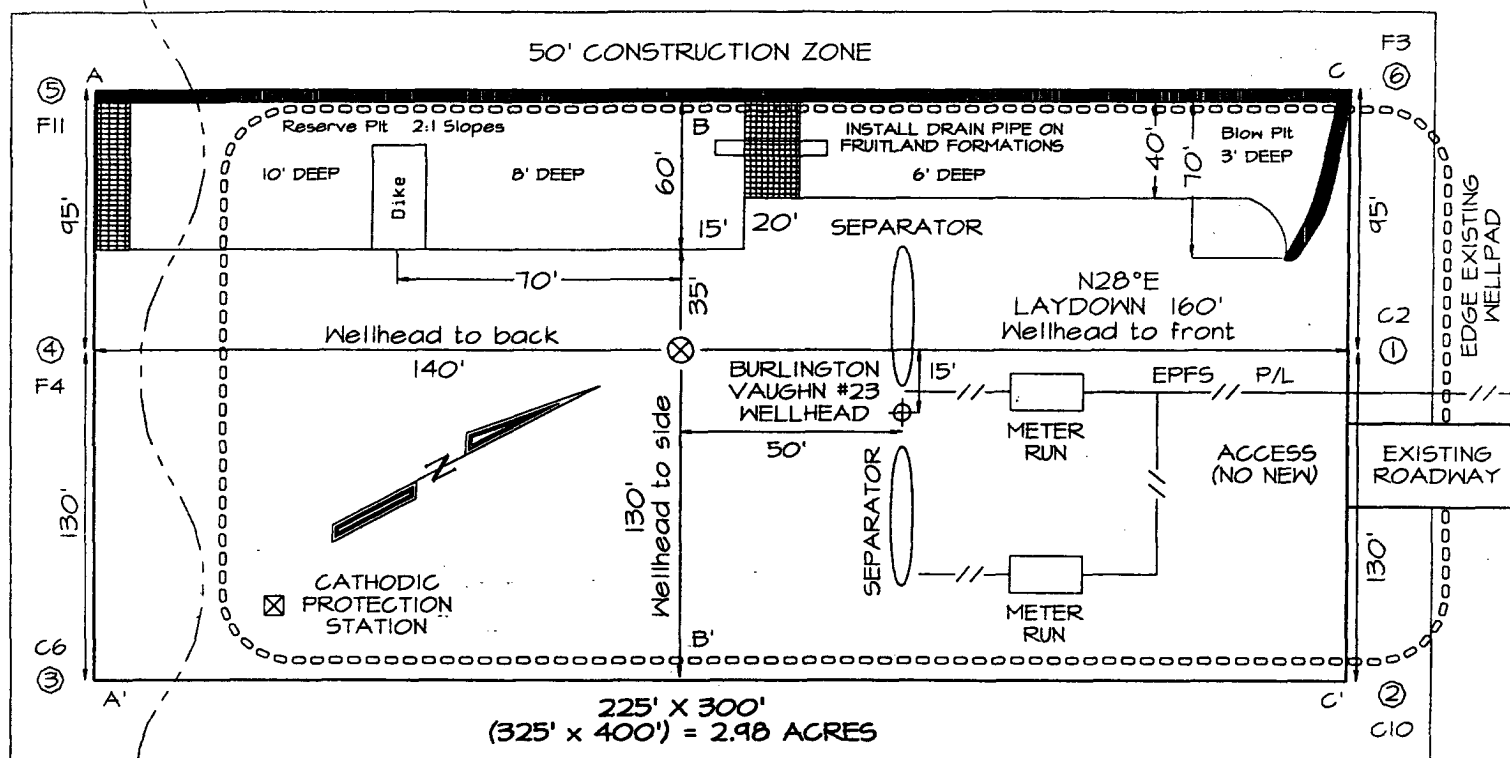 50' CONSTRUCTION ZONE
F3
A
C
5
6
F11
Reserve Pit 2:1 Slopes
B
INSTALL DRAIN PIPE ON
FRUITLAND FORMATIONS
Blow Pit
3' DEEP
10' DEEP
8' DEEP
6' DEEP
Dike
60'
40'
70'
95'
95'
15'
20'
SEPARATOR
EDGE EXISTING
WELLPAD
70'
35'
N28°E
LAYDOWN 160'
Wellhead to front
C2
Wellhead to back
4
1
140'
F4
BURLINGTON
VAUGHN #23
WELLHEAD
15'
EPFS
P/L
METER
RUN
50'
N
ACCESS
(NO NEW)
EXISTING
ROADWAY
130'
130'
Wellhead to side
SEPARATOR
130'
CATHODIC
PROTECTION
STATION
METER
RUN
C6
B'
3
A'
C'
2
225' X 300'
(325' x 400') = 2.98 ACRES
C10